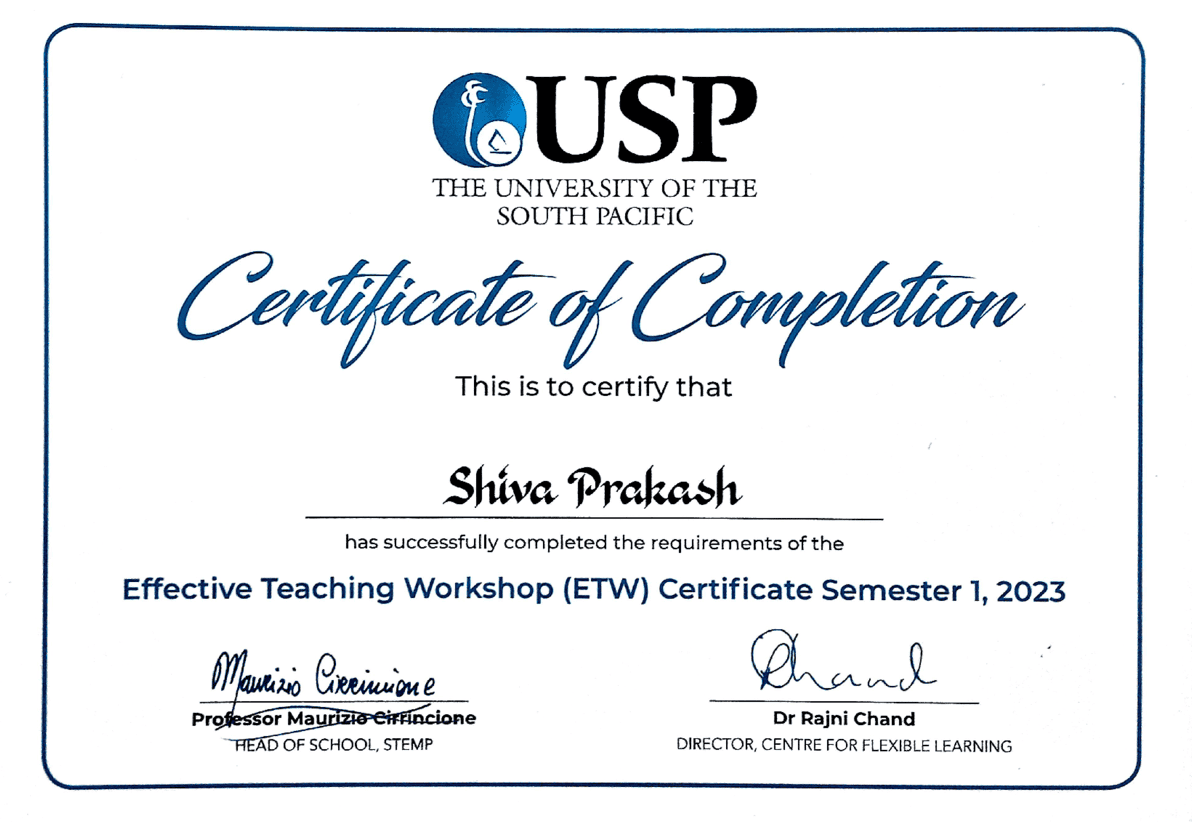 USP
THE UNIVERSITY OF THE
SOUTH PACIFIC
Certificate of Completion
This is to certify that
Shiva Prakash
has successfully completed the requirements of the
Effective Teaching Workshop (ETW) Certificate Semester 1, 2023
Maurizio Cirrincione
RChand
Professor Maurizio Cirrincione
Dr Rajni Chand
HEAD OF SCHOOL, STEMP
DIRECTOR, CENTRE FOR FLEXIBLE LEARNING